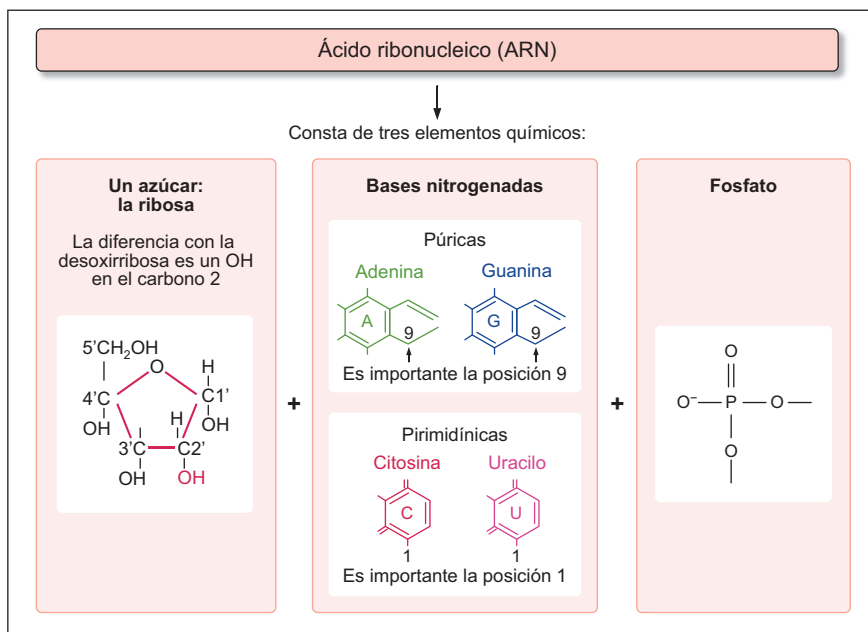 Ácido ribonucleico (ARN)
Consta de tres elementos químicos:
Un azúcar:
la ribosa
La diferencia con la
desoxirribosa es un OH
en el carbono 2
5'CH₂OH
O
H
4'C
C1'
OH
H
OH
3'C
C2'
OH
OH
+
Bases nitrogenadas
Púricas
Adenina
Guanina
A
9
G
9
Es importante la posición 9
Pirimidínicas
Citosina
Uracilo
C
U
1
1
Es importante la posición 1
+
Fosfato
O
O⁻
P
O
O